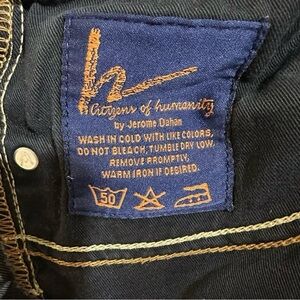 h
Citizens of humanity
by Jerome Dahan
WASH IN COLD WITH LIKE COLORS,
DO NOT BLEACH, TUMBLE DRY LOW.
REMOVE PROMPTLY,
WARM IRON IF DESIRED.
50